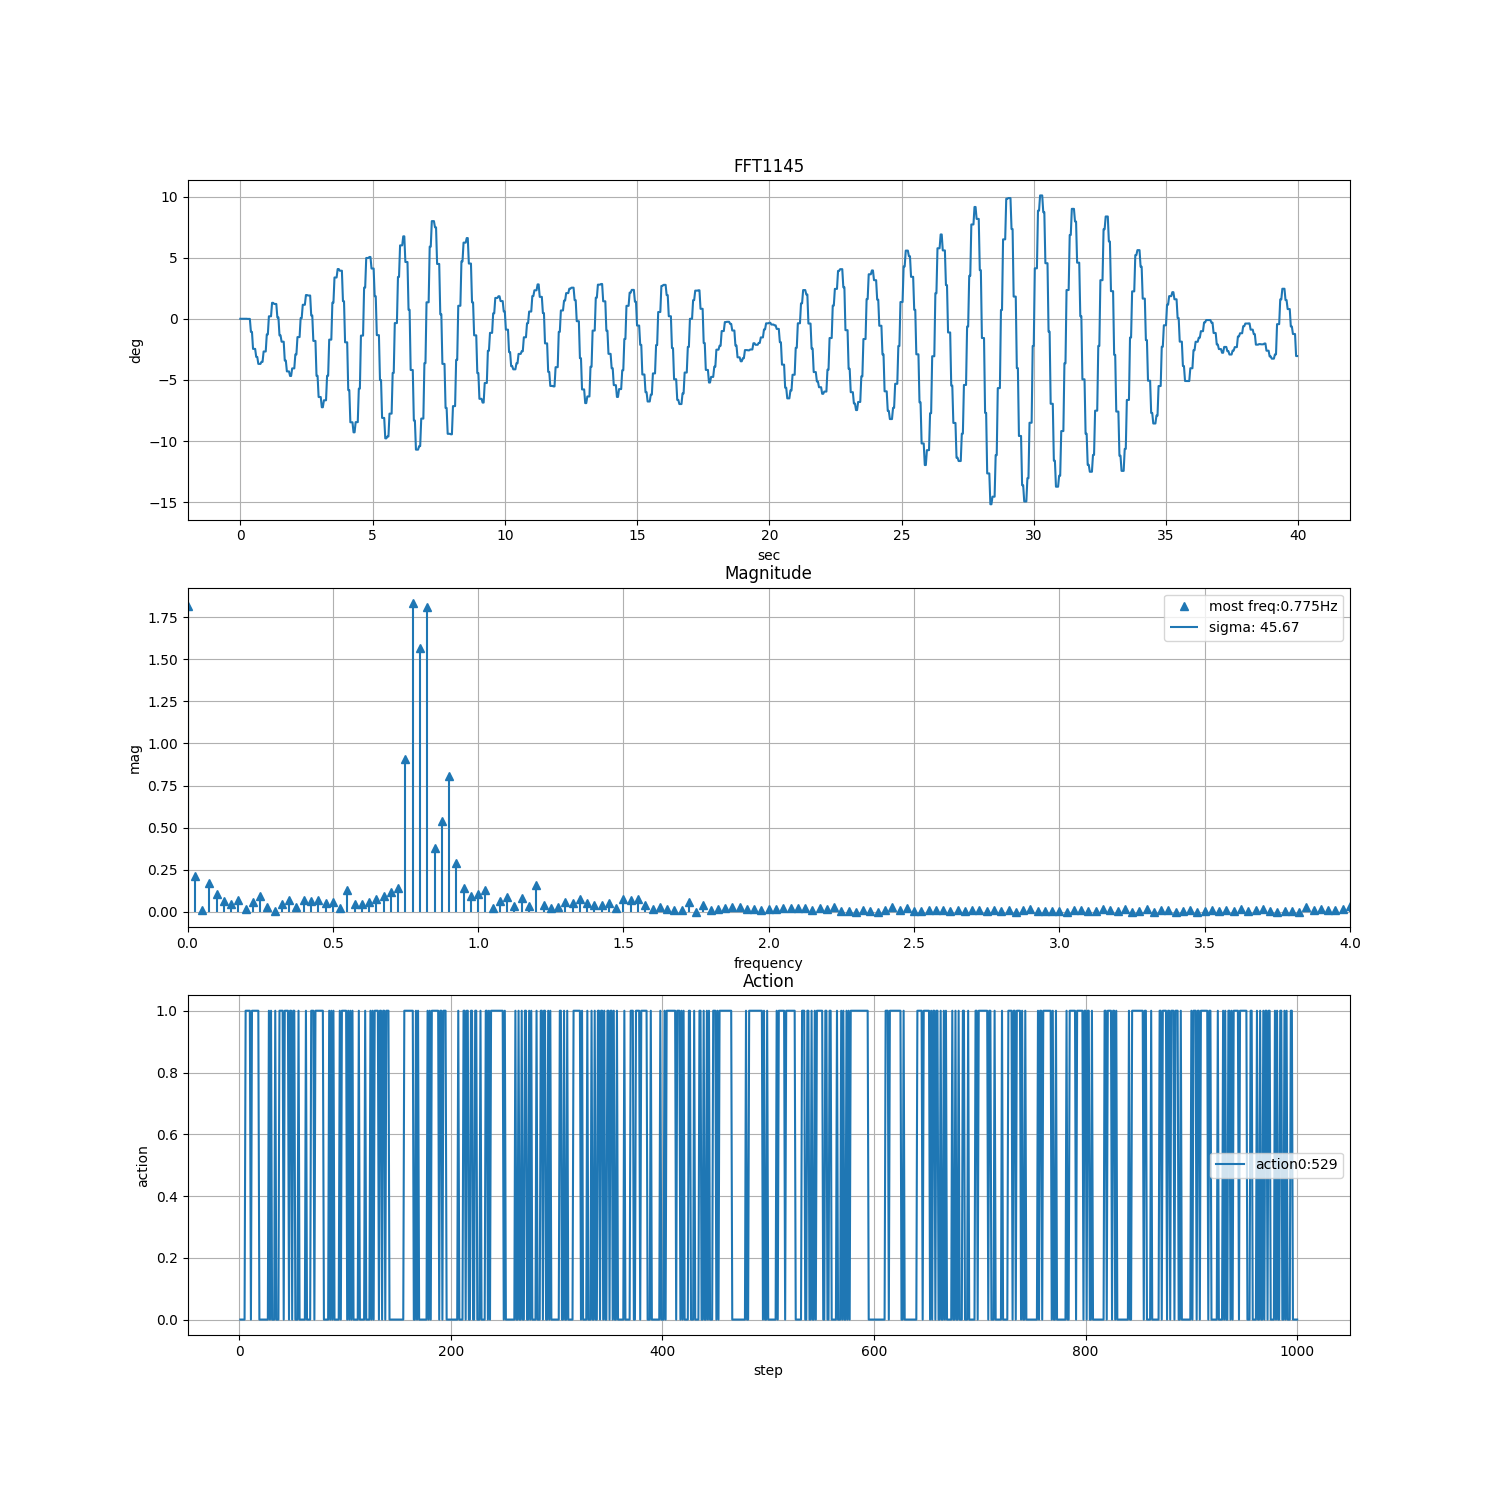 FFT1145
10
5
0
−5
−10
−15
deg
0 5 10 15 20 25 30 35 40
sec
Magnitude
most freq:0.775Hz
sigma: 45.67
1.75
1.50
1.25
1.00
0.75
0.50
0.25
0.00
mag
0.0 0.5 1.0 1.5 2.0 2.5 3.0 3.5 4.0
frequency
Action
1.0
0.8
0.6
0.4
0.2
0.0
action
action0:529
0 200 400 600 800 1000
step